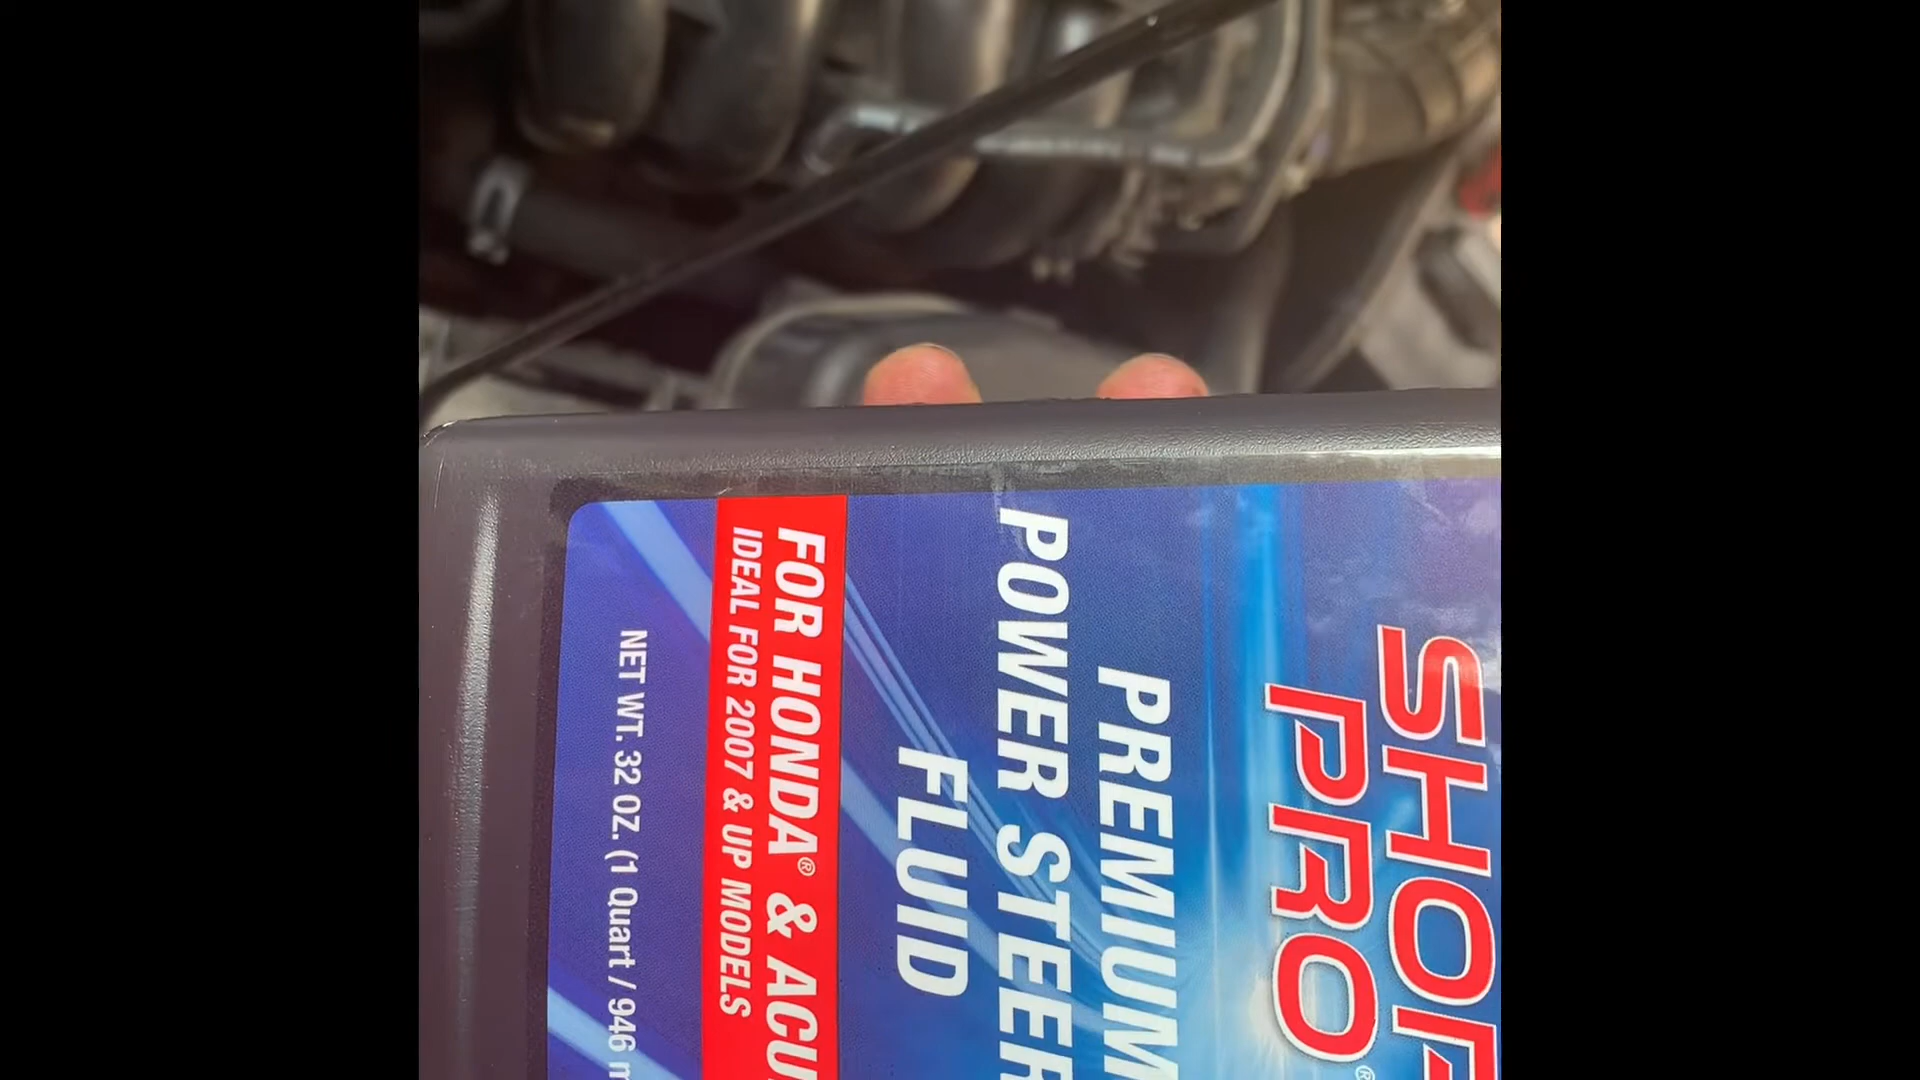 SHOP
PRO®
PREMIUM
POWER STEER
FLUID
FOR HONDA® & ACU
IDEAL FOR 2007 & UP MODELS
NET WT. 32 OZ. (1 Quart / 946 m